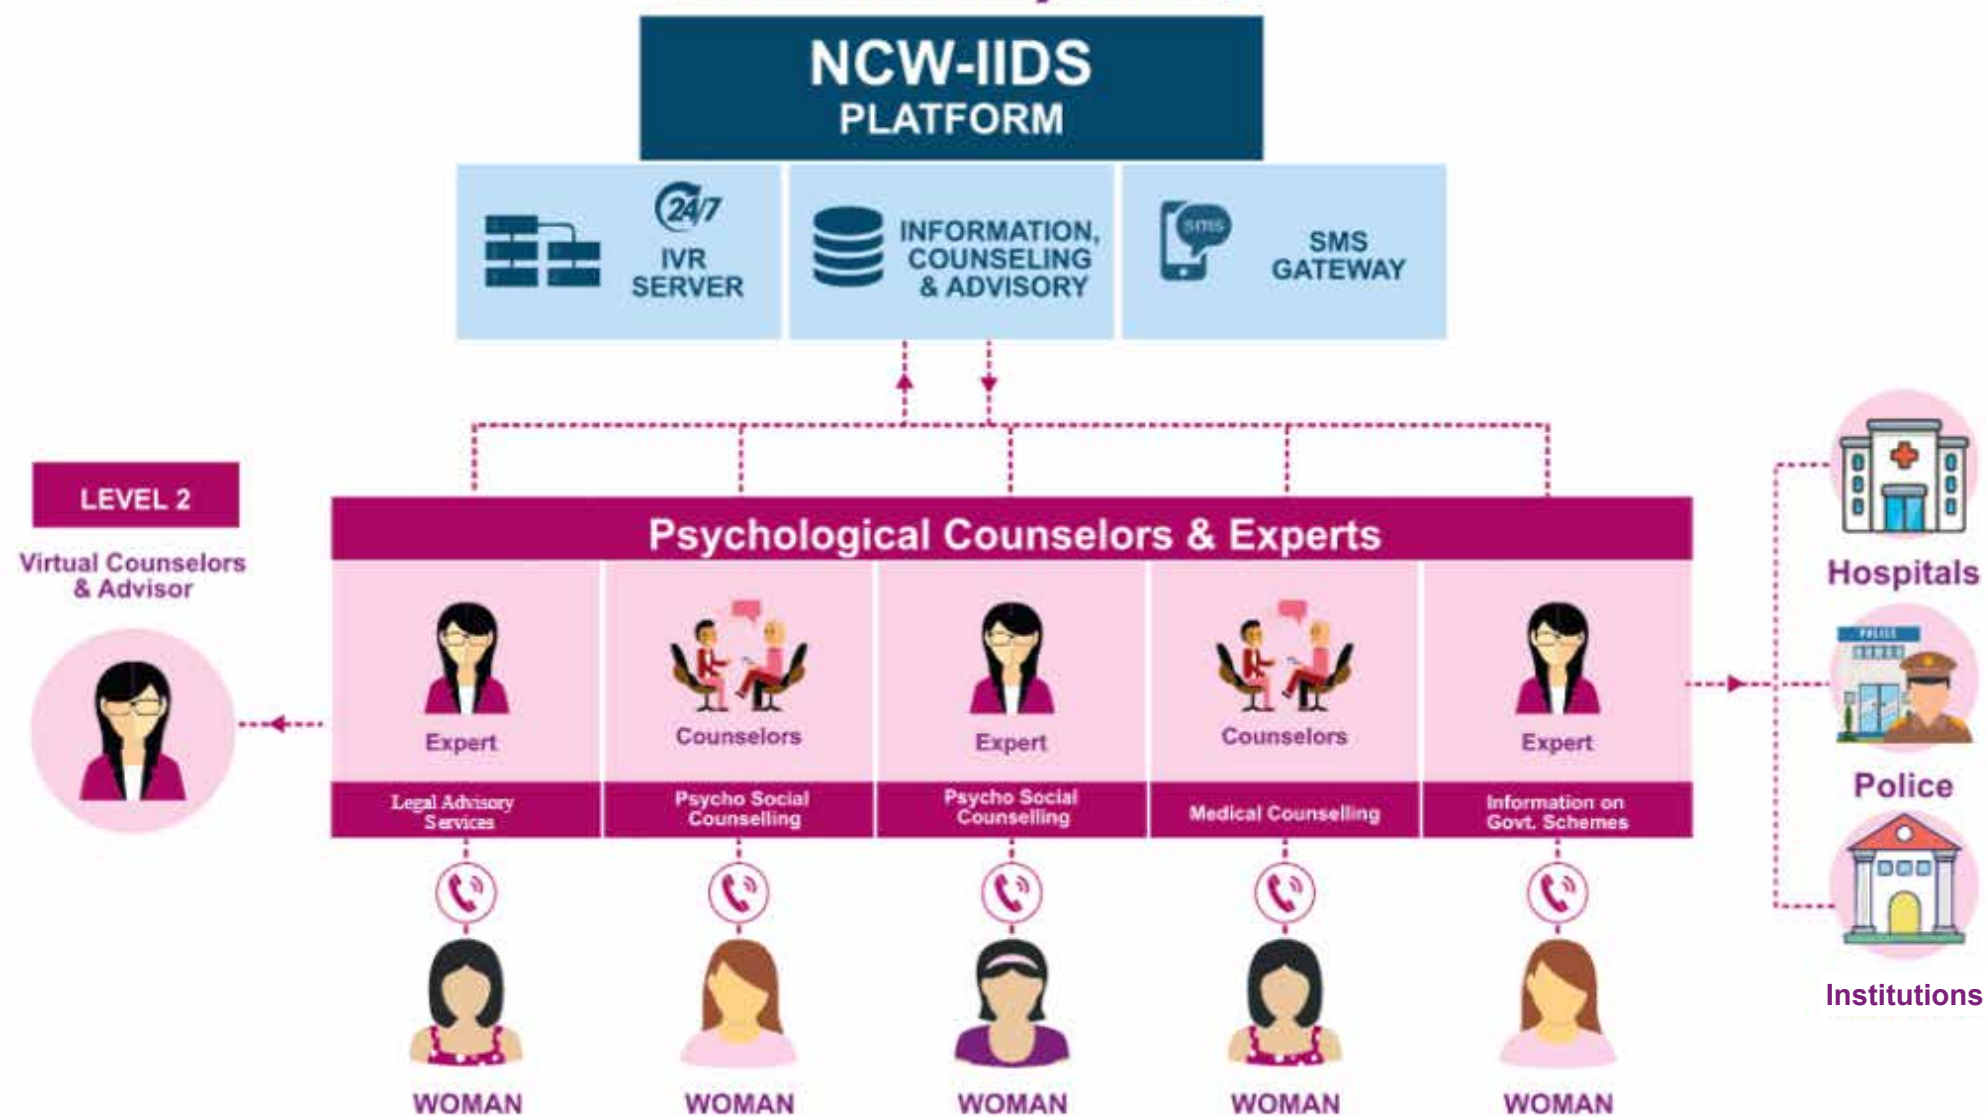 NCW-IIDS
PLATFORM
24/7
IVR
SERVER
INFORMATION,
COUNSELING
& ADVISORY
sms
SMS
GATEWAY
LEVEL 2
Virtual Counselors
& Advisor
Psychological Counselors & Experts
Expert
Counselors
Expert
Counselors
Expert
Legal Advisory
Services
Psycho Social
Counselling
Psycho Social
Counselling
Medical Counselling
Information on
Govt. Schemes
WOMAN
WOMAN
WOMAN
WOMAN
WOMAN
Hospitals
POLICE
Police
Institutions